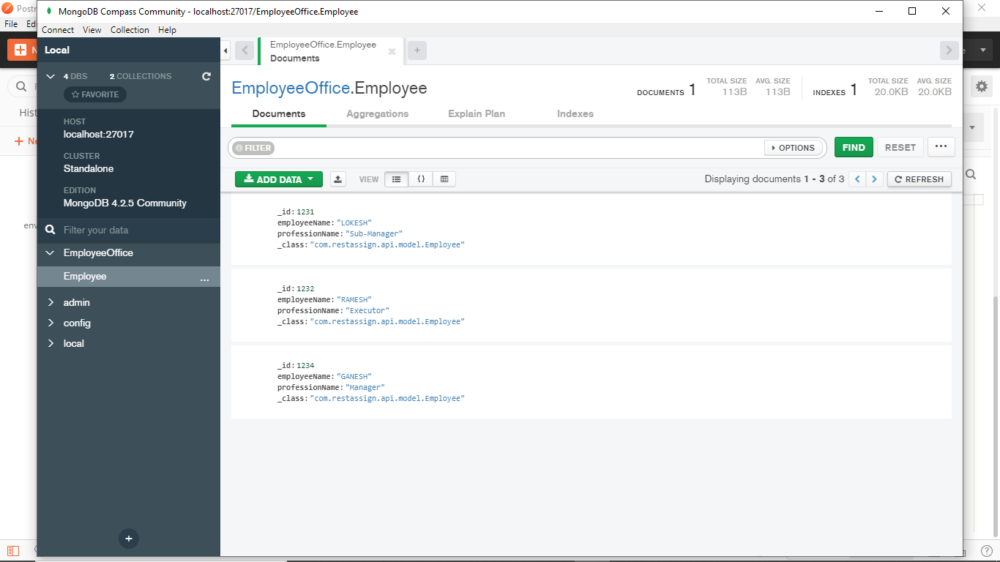 Postm
MongoDB Compass Community - localhost:27017/EmployeeOffice.Employee
File Ed
Connect View Collection Help
N
Local
EmployeeOffice.Employee
Documents
4 DBS 2 COLLECTIONS
FAVORITE
EmployeeOffice.Employee
DOCUMENTS 1 TOTAL SIZE 113B AVG. SIZE 113B INDEXES 1 TOTAL SIZE 20.0KB AVG. SIZE 20.0KB
Hist
Documents Aggregations Explain Plan Indexes
HOST
localhost:27017
Ne
FILTER OPTIONS FIND RESET ...
CLUSTER
Standalone
ADD DATA VIEW {} Displaying documents 1 - 3 of 3 REFRESH
EDITION
MongoDB 4.2.5 Community
env
Filter your data
EmployeeOffice
Employee ...
admin
config
local
_id: 1231
employeeName: "LOKESH"
professionName: "Sub-Manager"
_class: "com.restassign.api.model.Employee"
_id: 1232
employeeName: "RAMESH"
professionName: "Executor"
_class: "com.restassign.api.model.Employee"
_id: 1234
employeeName: "GANESH"
professionName: "Manager"
_class: "com.restassign.api.model.Employee"